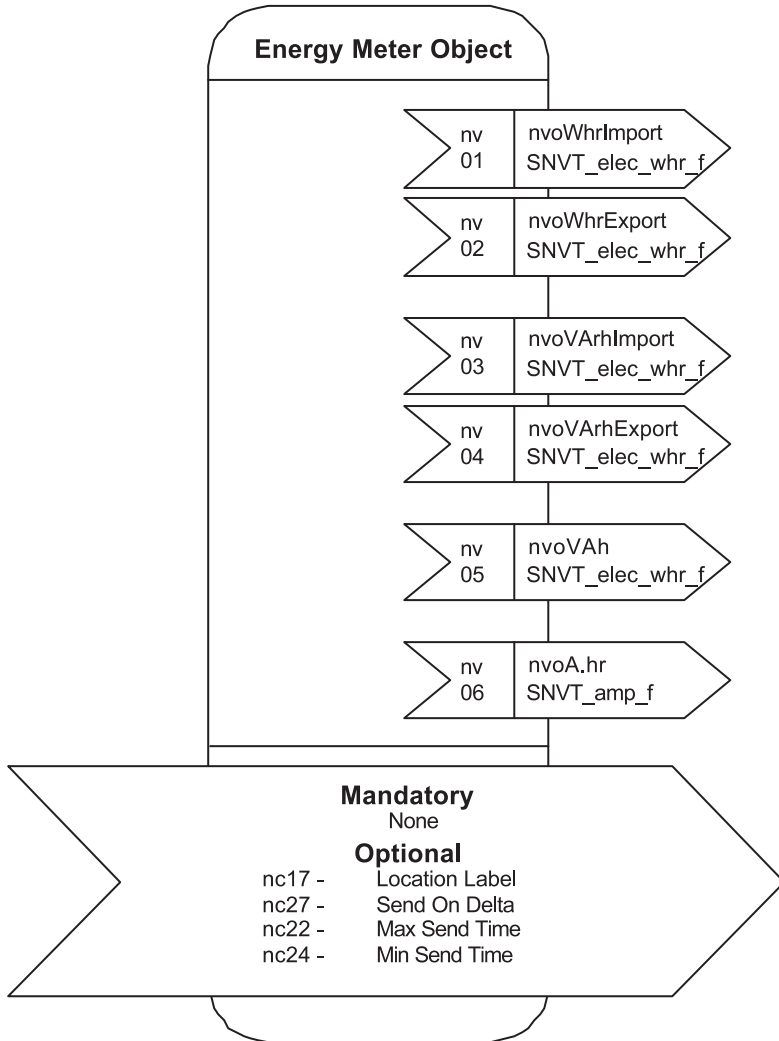 Energy Meter Object
nv nvoWhrImport
01 SNVT_elec_whr_f
nv nvoWhrExport
02 SNVT_elec_whr_f
nv nvoVArhImport
03 SNVT_elec_whr_f
nv nvoVArhExport
04 SNVT_elec_whr_f
nv nvoVAh
05 SNVT_elec_whr_f
nv nvoA.hr
06 SNVT_amp_f
Mandatory
None
Optional
nc17 - Location Label
nc27 - Send On Delta
nc22 - Max Send Time
nc24 - Min Send Time